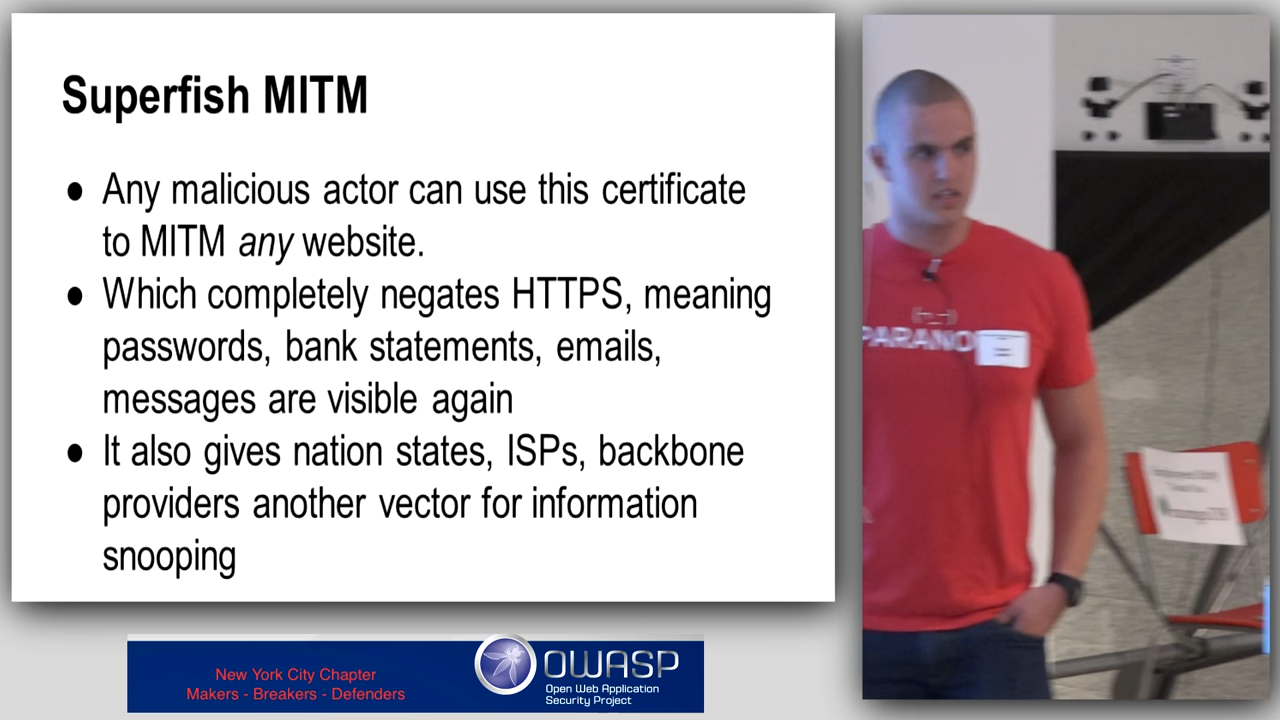 Superfish MITM
● Any malicious actor can use this certificate
to MITM any website.
● Which completely negates HTTPS, meaning
passwords, bank statements, emails,
messages are visible again
● It also gives nation states, ISPs, backbone
providers another vector for information
snooping
New York City Chapter
Makers - Breakers - Defenders
OWASP
Open Web Application
Security Project
PARANO